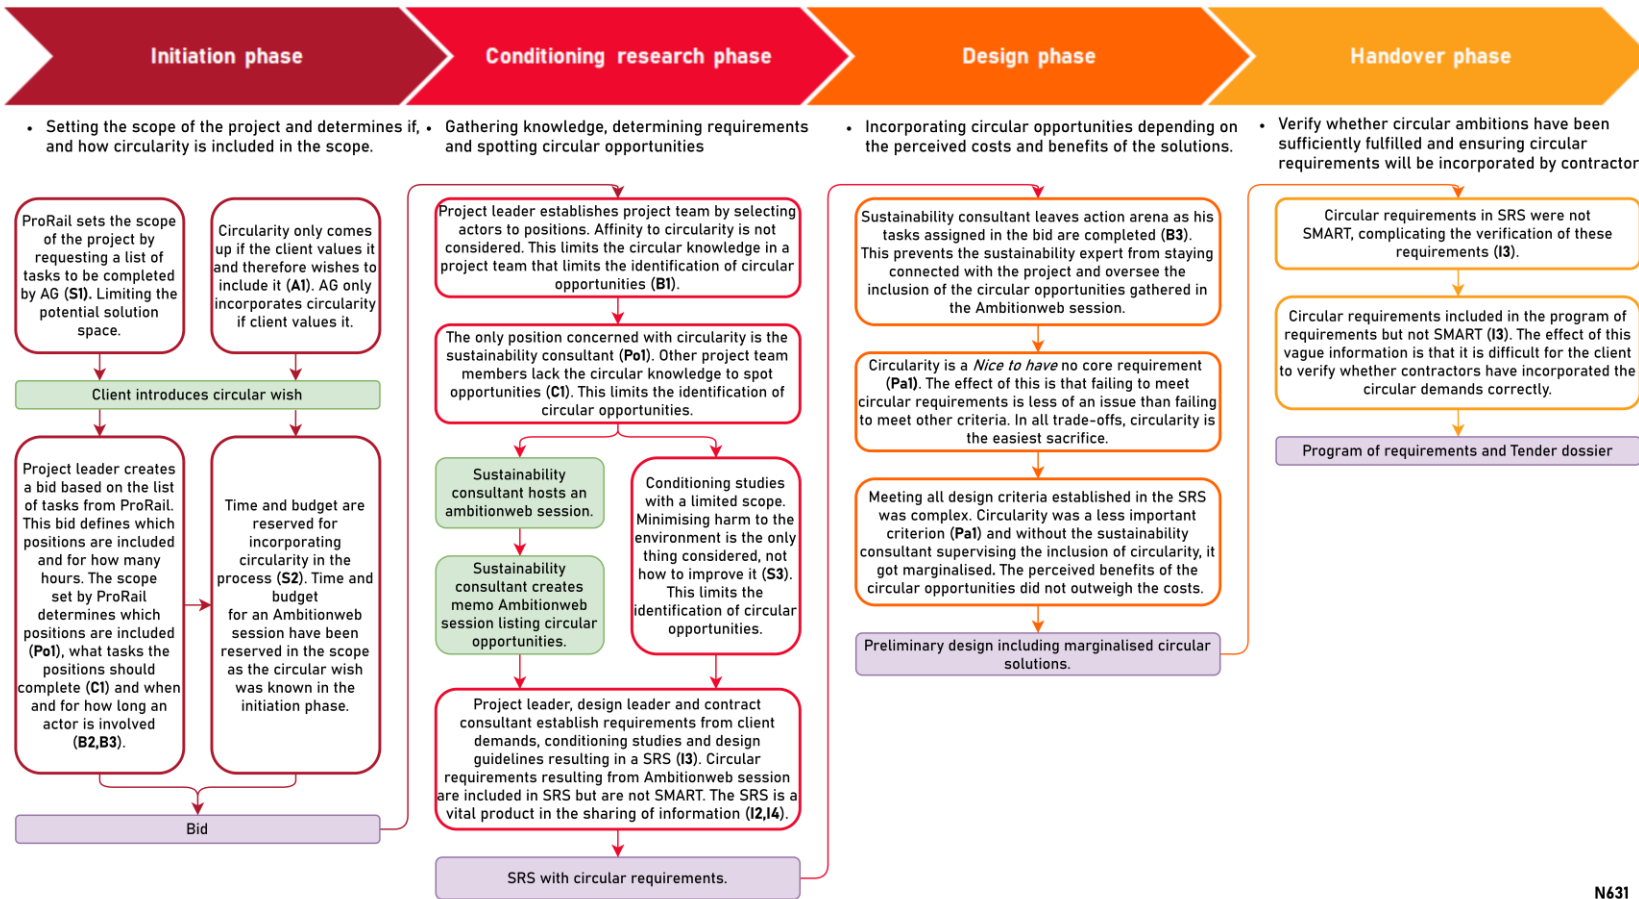 Initiation phase
Conditioning research phase
Design phase
Handover phase
• Setting the scope of the project and determines if,
and how circularity is included in the scope.
• Gathering knowledge, determining requirements
and spotting circular opportunities
• Incorporating circular opportunities depending on
the perceived costs and benefits of the solutions.
• Verify whether circular ambitions have been
sufficiently fulfilled and ensuring circular
requirements will be incorporated by contractor
ProRail sets the scope
of the project by
requesting a list of
tasks to be completed
by AG (S1). Limiting the
potential solution
space.
Circularity only comes
up if the client values it
and therefore wishes to
include it (A1). AG only
incorporates circularity
if client values it.
Client introduces circular wish
Project leader creates
a bid based on the list
of tasks from ProRail.
This bid defines which
positions are included
and for how many
hours. The scope
set by ProRail
determines which
positions are included
(Po1), what tasks the
positions should
complete (C1) and when
and for how long an
actor is involved
(B2,B3).
Time and budget are
reserved for
incorporating
circularity in the
process (S2). Time and
budget
for an Ambitionweb
session have been
reserved in the scope
as the circular wish
was known in the
initiation phase.
Bid
Project leader establishes project team by selecting
actors to positions. Affinity to circularity is not
considered. This limits the circular knowledge in a
project team that limits the identification of circular
opportunities (B1).
The only position concerned with circularity is the
sustainability consultant (Po1). Other project team
members lack the circular knowledge to spot
opportunities (C1). This limits the identification of
circular opportunities.
Sustainability
consultant hosts an
ambitionweb session.
Sustainability
consultant creates
memo Ambitionweb
session listing circular
opportunities.
Conditioning studies
with a limited scope.
Minimising harm to the
environment is the only
thing considered, not
how to improve it (S3).
This limits the
identification of circular
opportunities.
Project leader, design leader and contract
consultant establish requirements from client
demands, conditioning studies and design
guidelines resulting in a SRS (I3). Circular
requirements resulting from Ambitionweb session
are included in SRS but are not SMART. The SRS is a
vital product in the sharing of information (I2,I4).
SRS with circular requirements.
Sustainability consultant leaves action arena as his
tasks assigned in the bid are completed (B3).
This prevents the sustainability expert from staying
connected with the project and oversee the
inclusion of the circular opportunities gathered in
the Ambitionweb session.
Circularity is a Nice to have no core requirement
(Pa1). The effect of this is that failing to meet
circular requirements is less of an issue than failing
to meet other criteria. In all trade-offs, circularity is
the easiest sacrifice.
Meeting all design criteria established in the SRS
was complex. Circularity was a less important
criterion (Pa1) and without the sustainability
consultant supervising the inclusion of circularity, it
got marginalised. The perceived benefits of the
circular opportunities did not outweigh the costs.
Preliminary design including marginalised circular
solutions.
Circular requirements in SRS were not
SMART, complicating the verification of these
requirements (I3).
Circular requirements included in the program of
requirements but not SMART (I3). The effect of this
vague information is that it is difficult for the client
to verify whether contractors have incorporated the
circular demands correctly.
Program of requirements and Tender dossier
N631